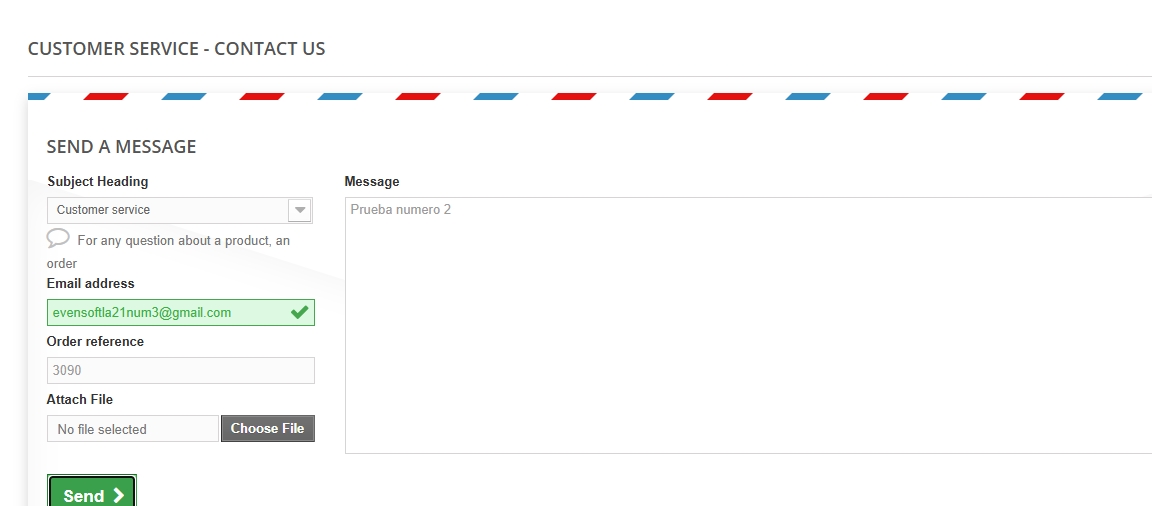 CUSTOMER SERVICE - CONTACT US
SEND A MESSAGE
Subject Heading
Customer service
For any question about a product, an
order
Email address
evensoftla21num3@gmail.com
Order reference
3090
Attach File
No file selected
Choose File
Send
Message
Prueba numero 2